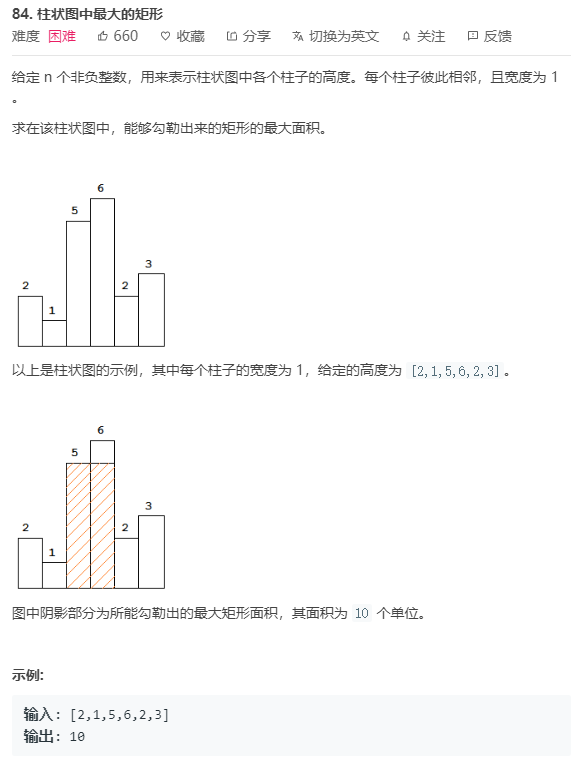 84. 柱状图中最大的矩形
难度 困难 660 收藏 分享 切换为英文 关注 反馈
给定 n 个非负整数，用来表示柱状图中各个柱子的高度。每个柱子彼此相邻，且宽度为 1
。
求在该柱状图中，能够勾勒出来的矩形的最大面积。
6
5
3
2
2
1
以上是柱状图的示例，其中每个柱子的宽度为 1，给定的高度为 [2,1,5,6,2,3]。
6
5
3
2
2
1
图中阴影部分为所能勾勒出的最大矩形面积，其面积为 10 个单位。
示例:
输入: [2,1,5,6,2,3]
输出: 10